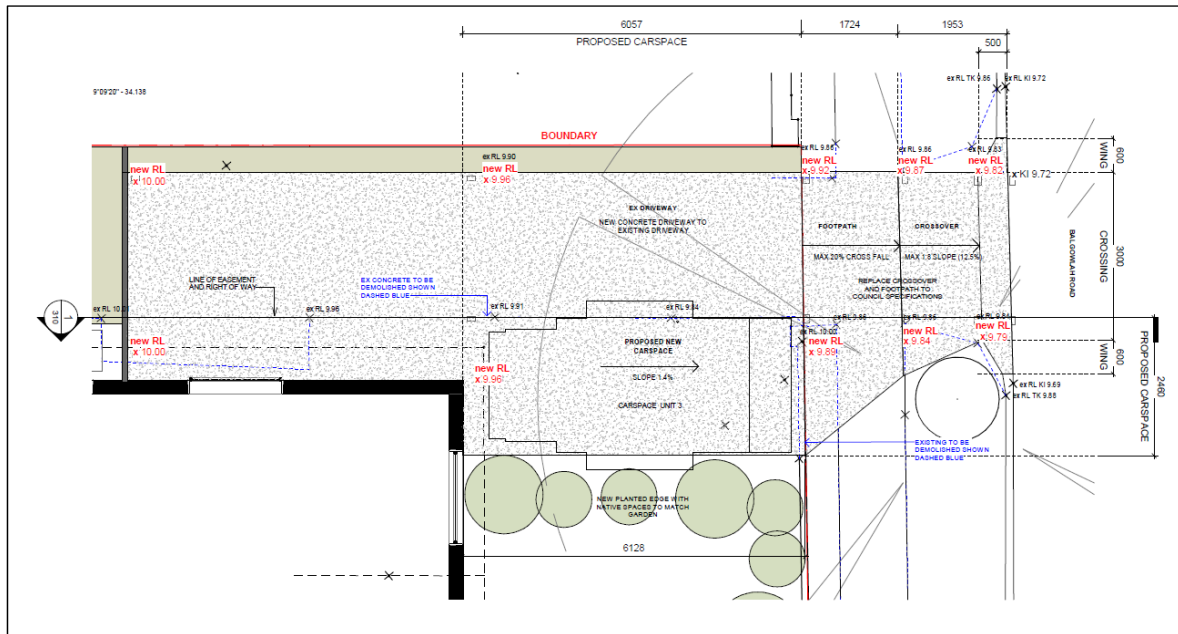 6057
1724
1953
PROPOSED CARSPACE
500
ex RL TK 9.86
ex RL KI 9.72
9°09'20" - 34.138
BOUNDARY
600
WING
ex RL 9.90
ex RL 9.86
ex RL 9.86
ex RL 9.83
new RL
x 10.00
new RL
x 9.96
new RL
x 9.92
new RL
x 9.87
new RL
x 9.82
x KI 9.72
EX DRIVEWAY
NEW CONCRETE DRIVEWAY TO
EXISTING DRIVEWAY
FOOTPATH
CROSSOVER
BALGOWLAH ROAD
3000
CROSSING
MAX 20% CROSS FALL
MAX 1:8 SLOPE (12.5%)
LINE OF EASEMENT
AND RIGHT OF WAY
EX CONCRETE TO BE
DEMOLISHED SHOWN
DASHED BLUE
REPLACE CROSSOVER
AND FOOTPATH TO
COUNCIL SPECIFICATIONS
1
310
ex RL 9.96
ex RL 9.91
ex RL 9.84
ex RL 9.86
ex RL 9.85
ex RL 9.84
new RL
x 10.00
PROPOSED NEW
CARSPACE
new RL
x 9.89
new RL
x 9.84
new RL
x 9.79
600
WING
2460
PROPOSED CARSPACE
new RL
x 9.96
SLOPE 1.4%
CARSPACE UNIT 3
ex RL KI 9.69
ex RL TK 9.88
EXISTING TO BE
DEMOLISHED SHOWN
DASHED BLUE
NEW PLANTED EDGE WITH
NATIVE SPACES TO MATCH
GARDEN
6128